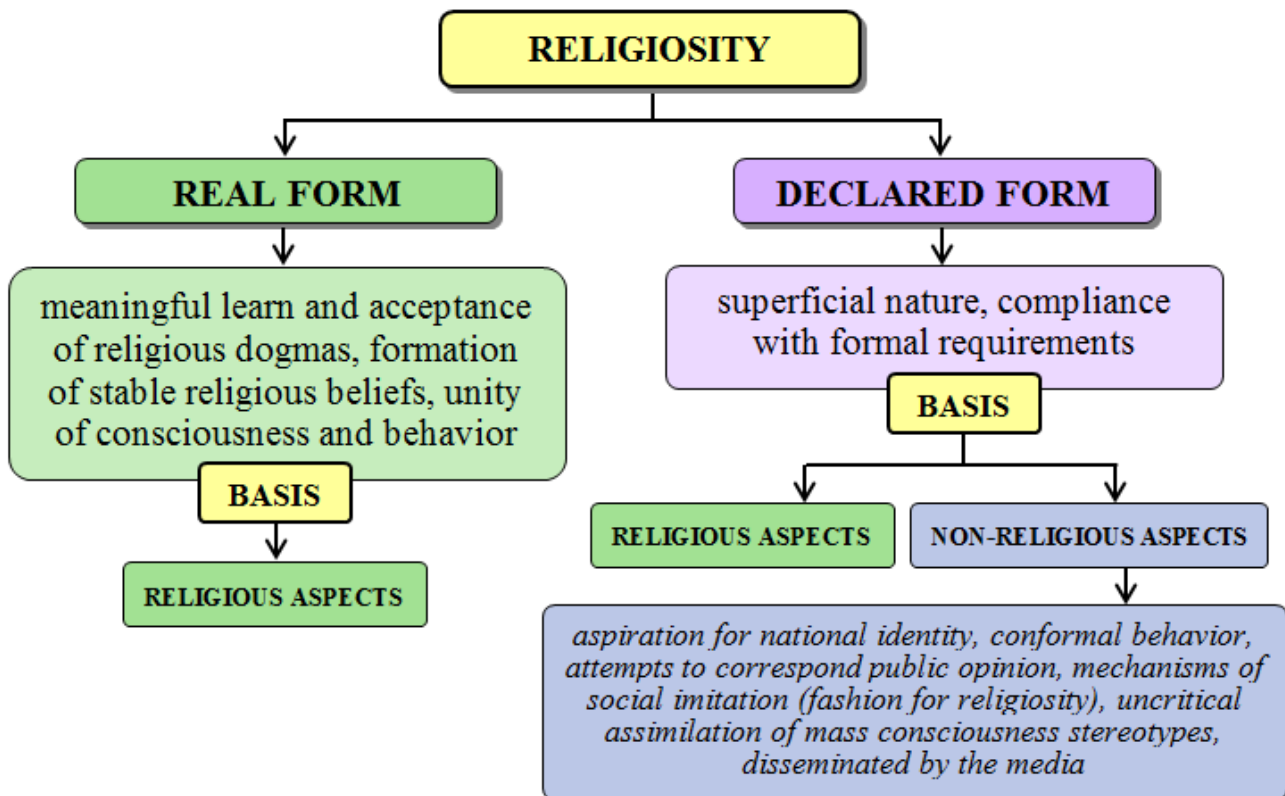 RELIGIOSITY
REAL FORM
meaningful learn and acceptance
of religious dogmas, formation
of stable religious beliefs, unity
of consciousness and behavior
BASIS
RELIGIOUS ASPECTS
DECLARED FORM
superficial nature, compliance
with formal requirements
BASIS
RELIGIOUS ASPECTS
NON-RELIGIOUS ASPECTS
aspiration for national identity, conformal behavior,
attempts to correspond public opinion, mechanisms of
social imitation (fashion for religiosity), uncritical
assimilation of mass consciousness stereotypes,
disseminated by the media